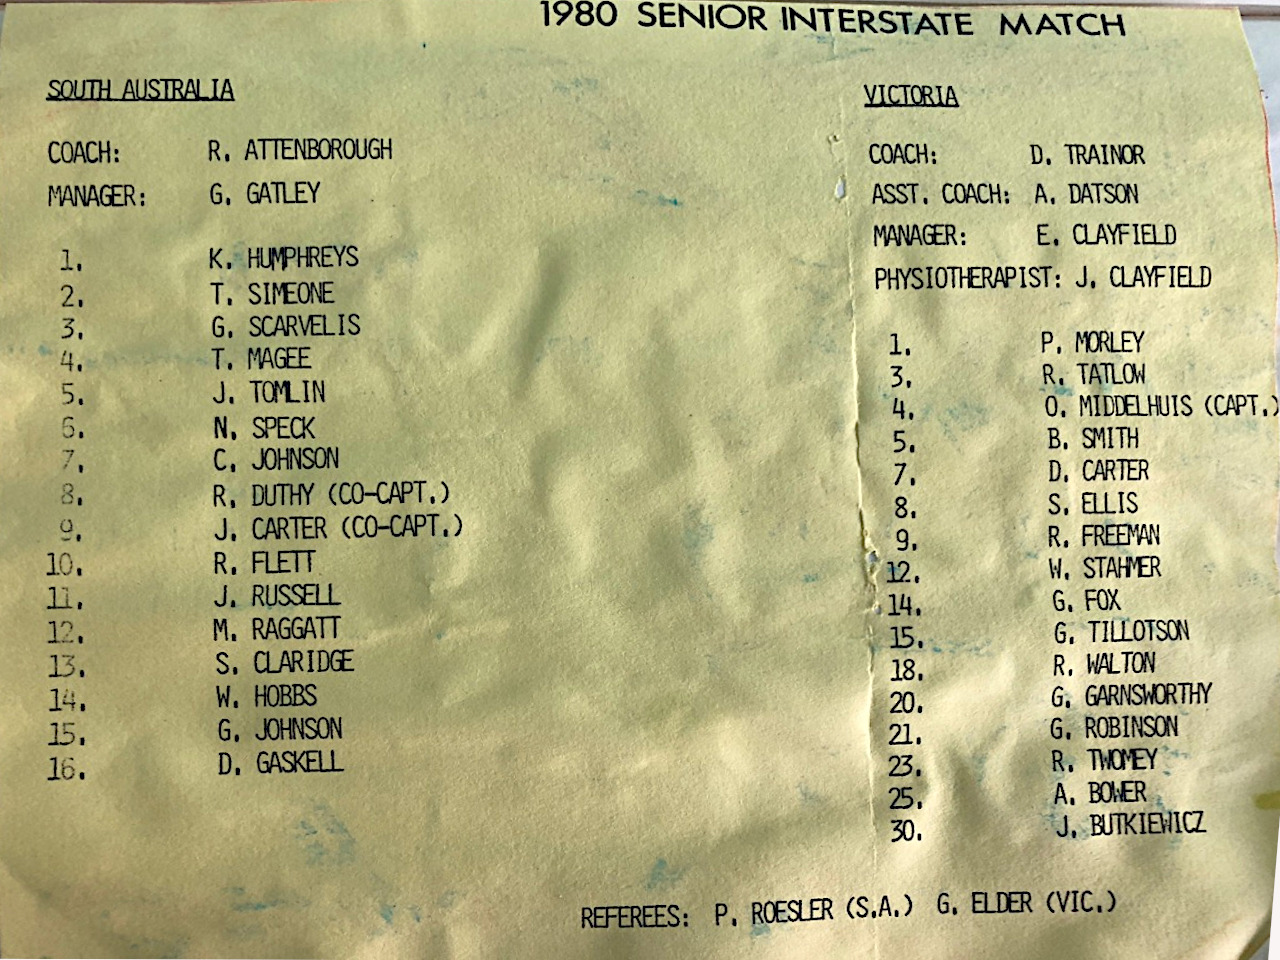 1980 SENIOR INTERSTATE MATCH
SOUTH AUSTRALIA
COACH: R. ATTENBOROUGH
MANAGER: G. GATLEY
1. K. HUMPHREYS
2. T. SIMEONE
3. G. SCARVELIS
4. T. MAGEE
5. J. TOMLIN
6. N. SPECK
7. C. JOHNSON
8. R. DUTHY (CO-CAPT.)
9. J. CARTER (CO-CAPT.)
10. R. FLETT
11. J. RUSSELL
12. M. RAGGATT
13. S. CLARIDGE
14. W. HOBBS
15. G. JOHNSON
16. D. GASKELL
VICTORIA
COACH: D. TRAINOR
ASST. COACH: A. DATSON
MANAGER: E. CLAYFIELD
PHYSIOTHERAPIST: J. CLAYFIELD
1. P. MORLEY
3. R. TATLOW
4. O. MIDDELHUIS (CAPT.)
5. B. SMITH
7. D. CARTER
8. S. ELLIS
9. R. FREEMAN
12. W. STAHMER
14. G. FOX
15. G. TILLOTSON
18. R. WALTON
20. G. GARNSWORTHY
21. G. ROBINSON
23. R. TWOMEY
25. A. BOWER
30. J. BUTKIEWICZ
REFEREES: P. ROESLER (S.A.) G. ELDER (VIC.)